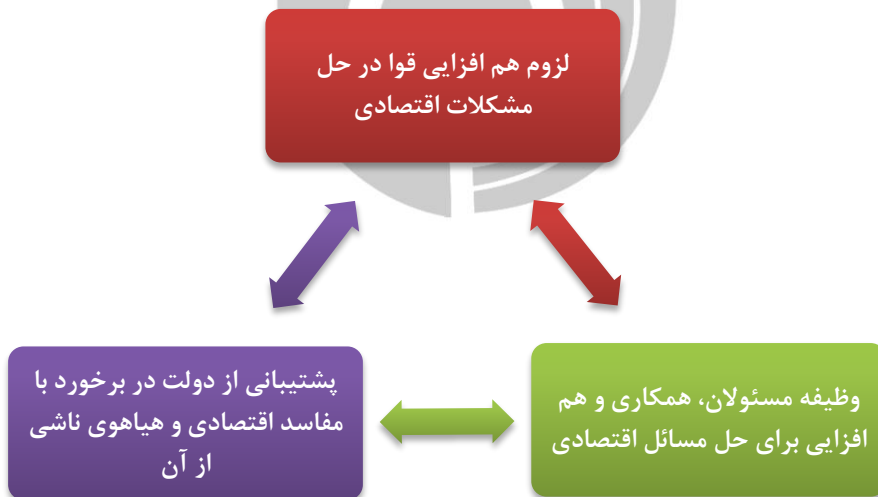 لزوم هم افزایی قوا در حل
مشکلات اقتصادی
وظیفه مسئولان، همکاری و هم
افزایی برای حل مسائل اقتصادی
پشتیبانی از دولت در برخورد با
مفاسد اقتصادی و هیاهوی ناشی
از آن